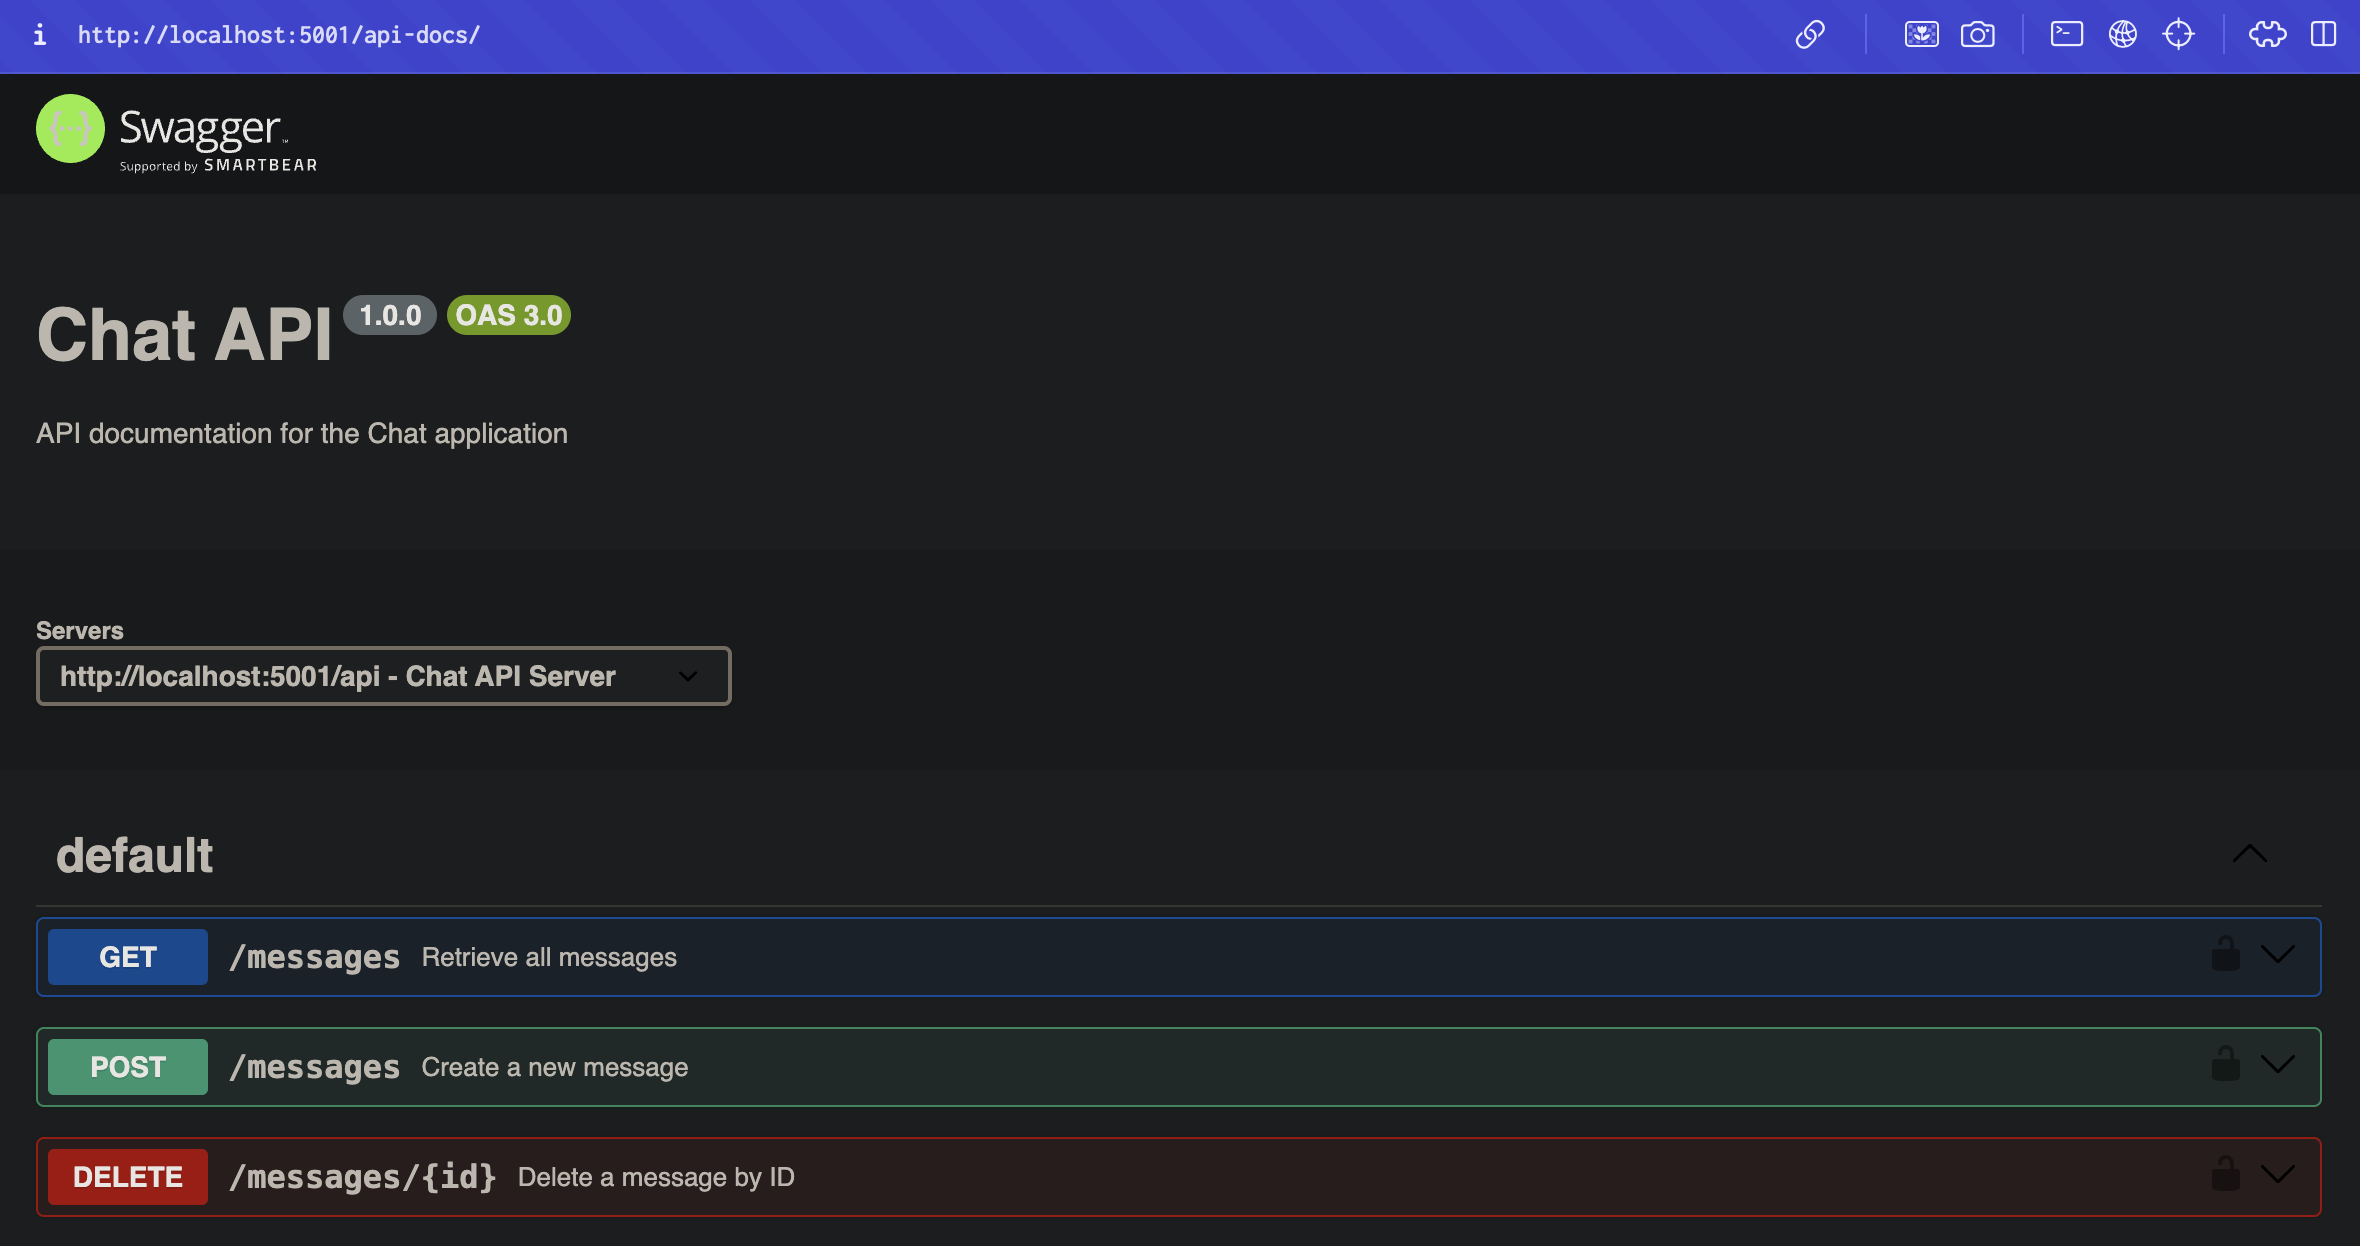 i http://localhost:5001/api-docs/
{···} Swagger™
Supported by SMARTBEAR
Chat API 1.0.0 OAS 3.0
API documentation for the Chat application
Servers
http://localhost:5001/api - Chat API Server
default
GET /messages Retrieve all messages
POST /messages Create a new message
DELETE /messages/{id} Delete a message by ID